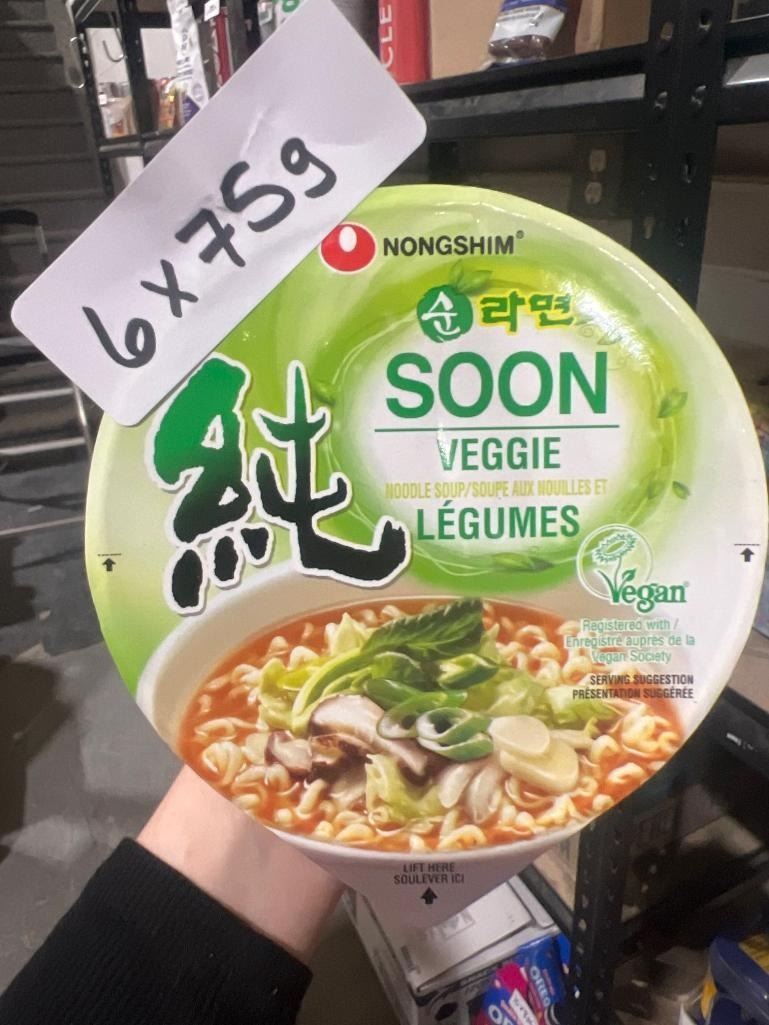 6x75g
NONGSHIM®
순 라면
SOON
VEGGIE
NOODLE SOUP/SOUPE AUX NOUILLES ET
LÉGUMES
純
Vegan®
Registered with /
Enregistré auprès de la
Vegan Society
SERVING SUGGESTION
PRÉSENTATION SUGGÉRÉE
LIFT HERE
SOULEVER ICI
OREO